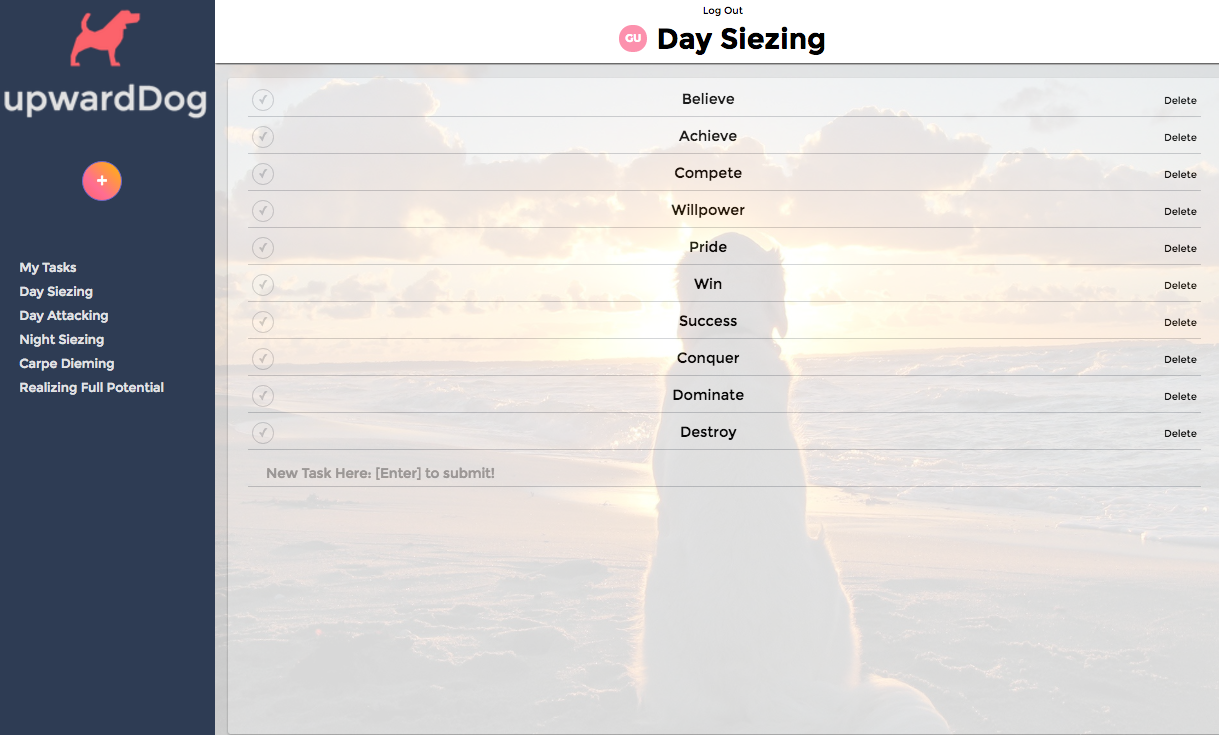 upwardDog
+
My Tasks
Day Siezing
Day Attacking
Night Siezing
Carpe Dieming
Realizing Full Potential
Log Out
GU Day Siezing
Believe Delete
Achieve Delete
Compete Delete
Willpower Delete
Pride Delete
Win Delete
Success Delete
Conquer Delete
Dominate Delete
Destroy Delete
New Task Here: [Enter] to submit!